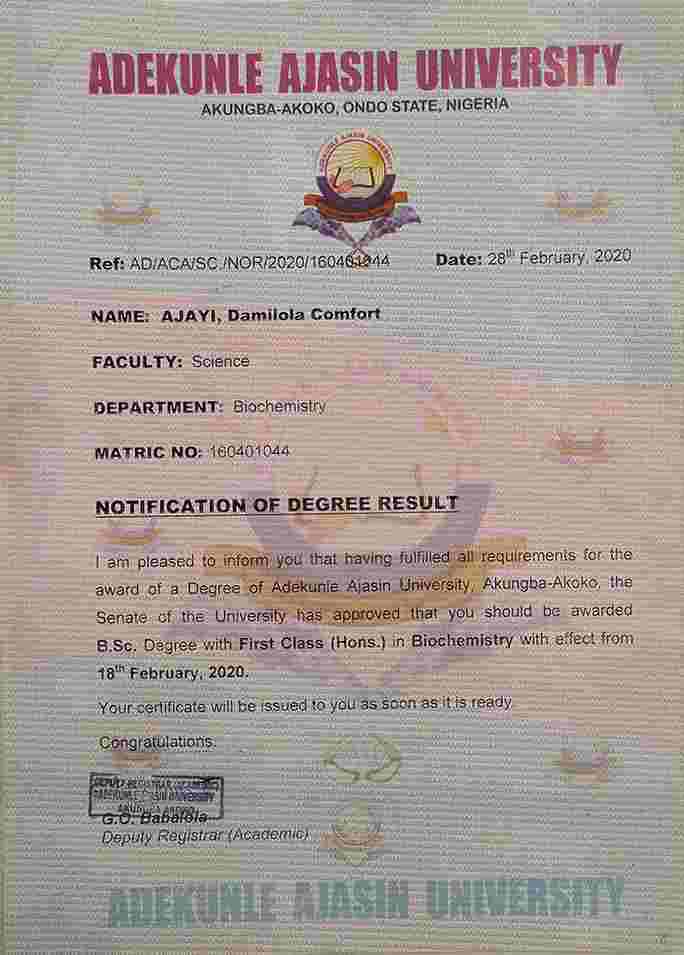 ADEKUNLE AJASIN UNIVERSITY
AKUNGBA-AKOKO, ONDO STATE, NIGERIA
ADEKUNLE AJASIN UNIVERSITY
Ref: AD/ACA/SC./NOR/2020/160401044 Date: 28th February, 2020
NAME: AJAYI, Damilola Comfort
FACULTY: Science
DEPARTMENT: Biochemistry
MATRIC NO: 160401044
NOTIFICATION OF DEGREE RESULT
I am pleased to inform you that having fulfilled all requirements for the
award of a Degree of Adekunle Ajasin University, Akungba-Akoko, the
Senate of the University has approved that you should be awarded
B.Sc. Degree with First Class (Hons.) in Biochemistry with effect from
18th February, 2020.
Your certificate will be issued to you as soon as it is ready.
Congratulations.
DEPUTY REGISTRAR
ADEKUNLE AJASIN UNIVERSITY
AKUNGBA AKOKO
G.O. Babalola
Deputy Registrar (Academic)
ADEKUNLE AJASIN UNIVERSITY